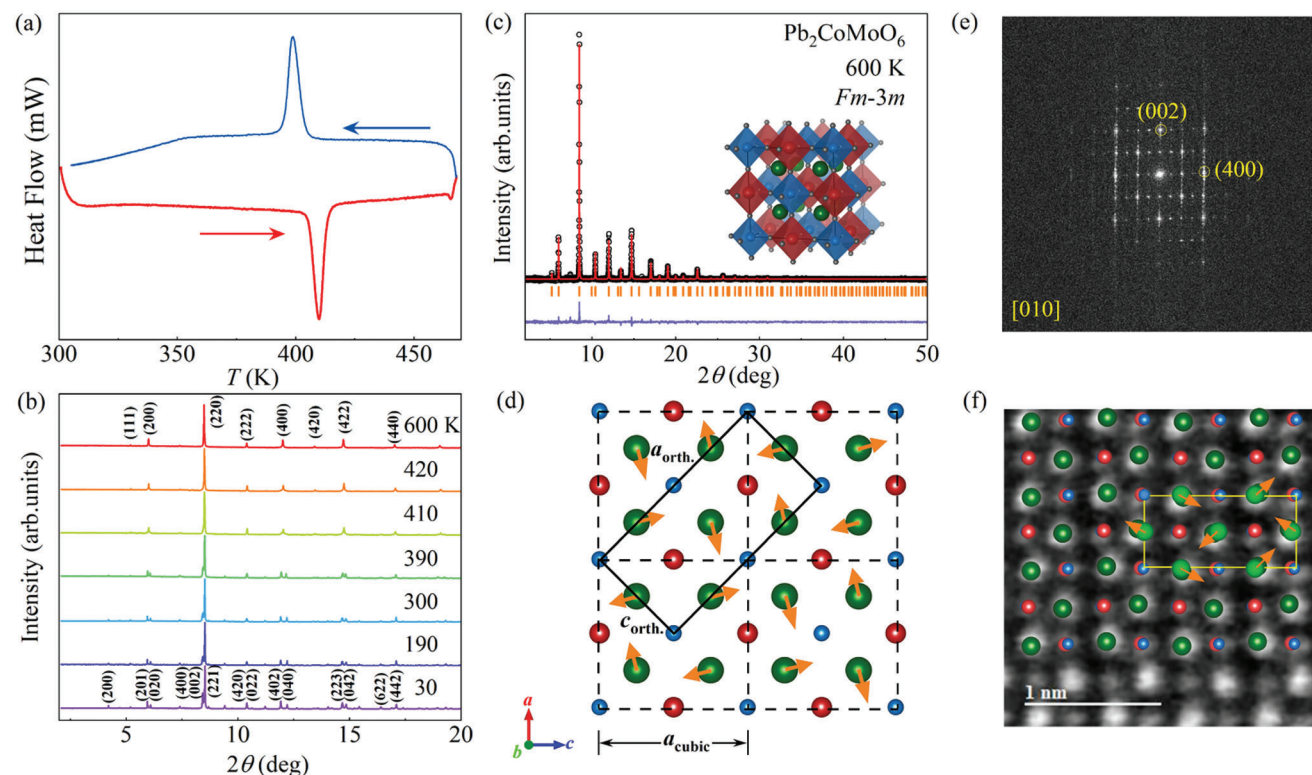 (a)
Heat Flow (mW)
300
350
400
450
T (K)
(b)
Intensity (arb.units)
(111)
(200)
(220)
(222)
(400)
(420)
(422)
(440)
600 K
420
410
390
300
190
30
(200)
(201)
(020)
(400)
(002)
(221)
(420)
(022)
(402)
(040)
(223)
(042)
(622)
(442)
5
10
15
20
2θ (deg)
(c)
Pb₂CoMoO₆
600 K
Fm-3m
Intensity (arb.units)
10
20
30
40
50
2θ (deg)
(d)
a orth.
c orth.
a
b
c
a cubic
(e)
(002)
(400)
[010]
(f)
1 nm